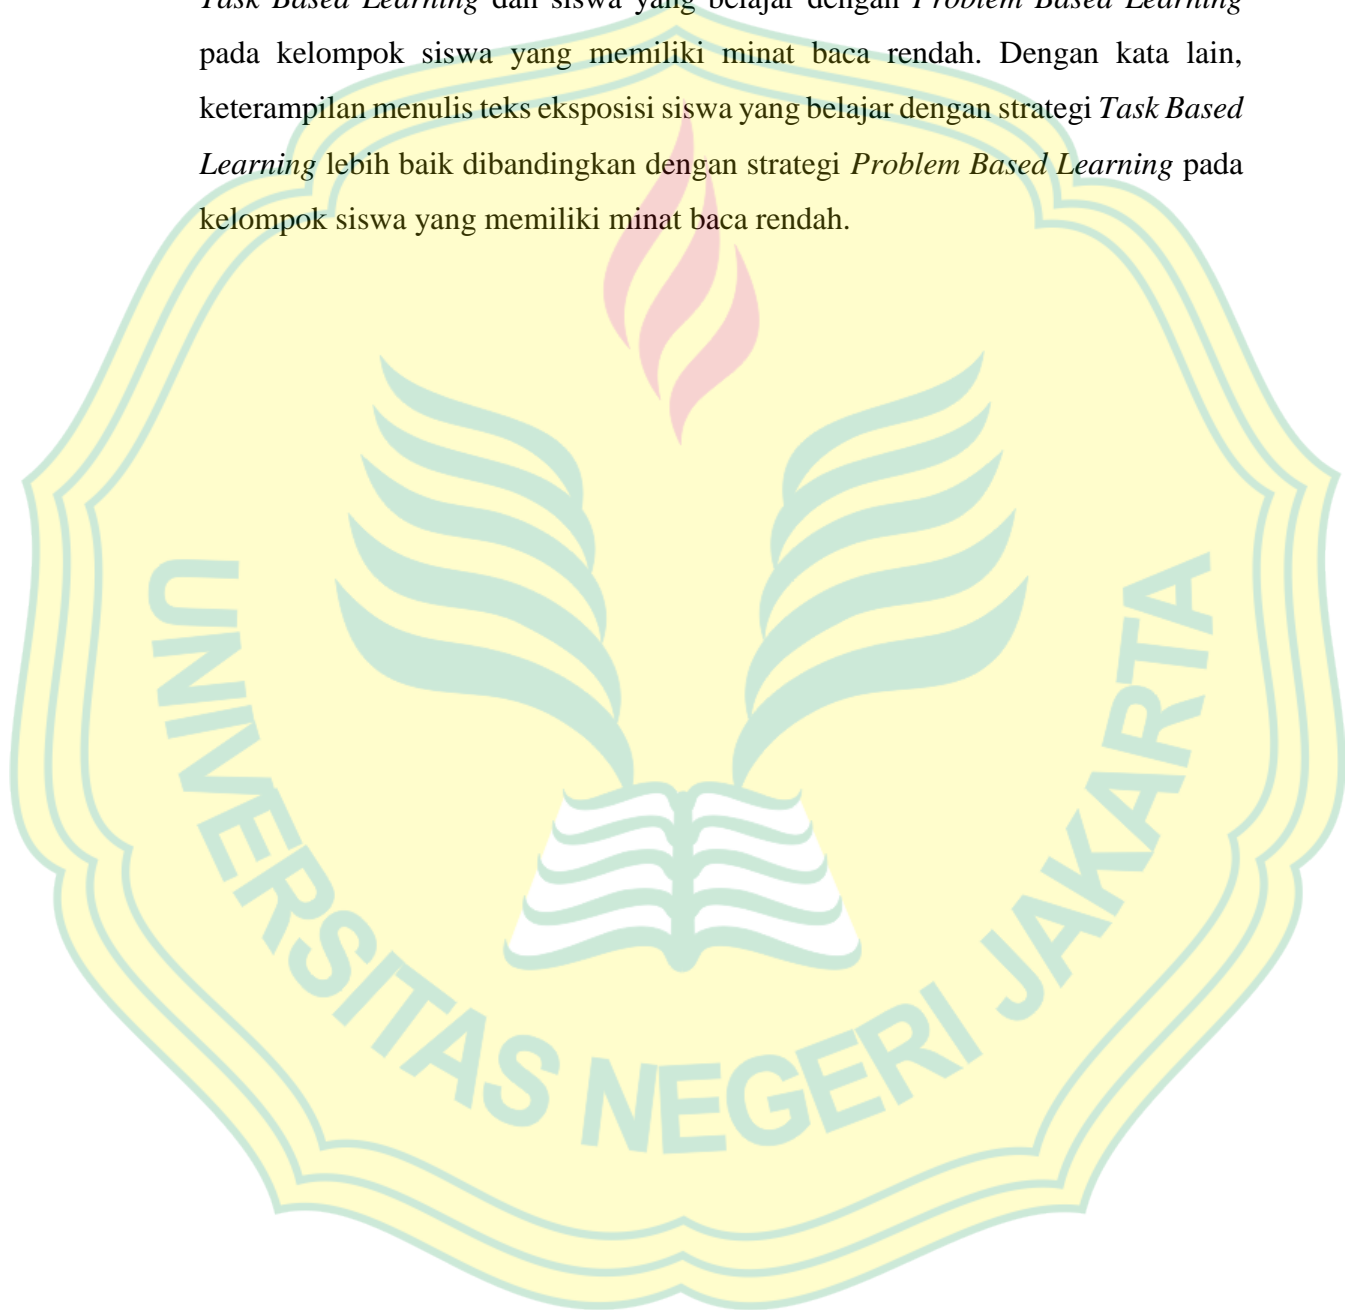 Task Based Learning dan siswa yang belajar dengan Problem Based Learning
pada kelompok siswa yang memiliki minat baca rendah. Dengan kata lain,
keterampilan menulis teks eksposisi siswa yang belajar dengan strategi Task Based
Learning lebih baik dibandingkan dengan strategi Problem Based Learning pada
kelompok siswa yang memiliki minat baca rendah.
UNIVERSITAS NEGERI JAKARTA